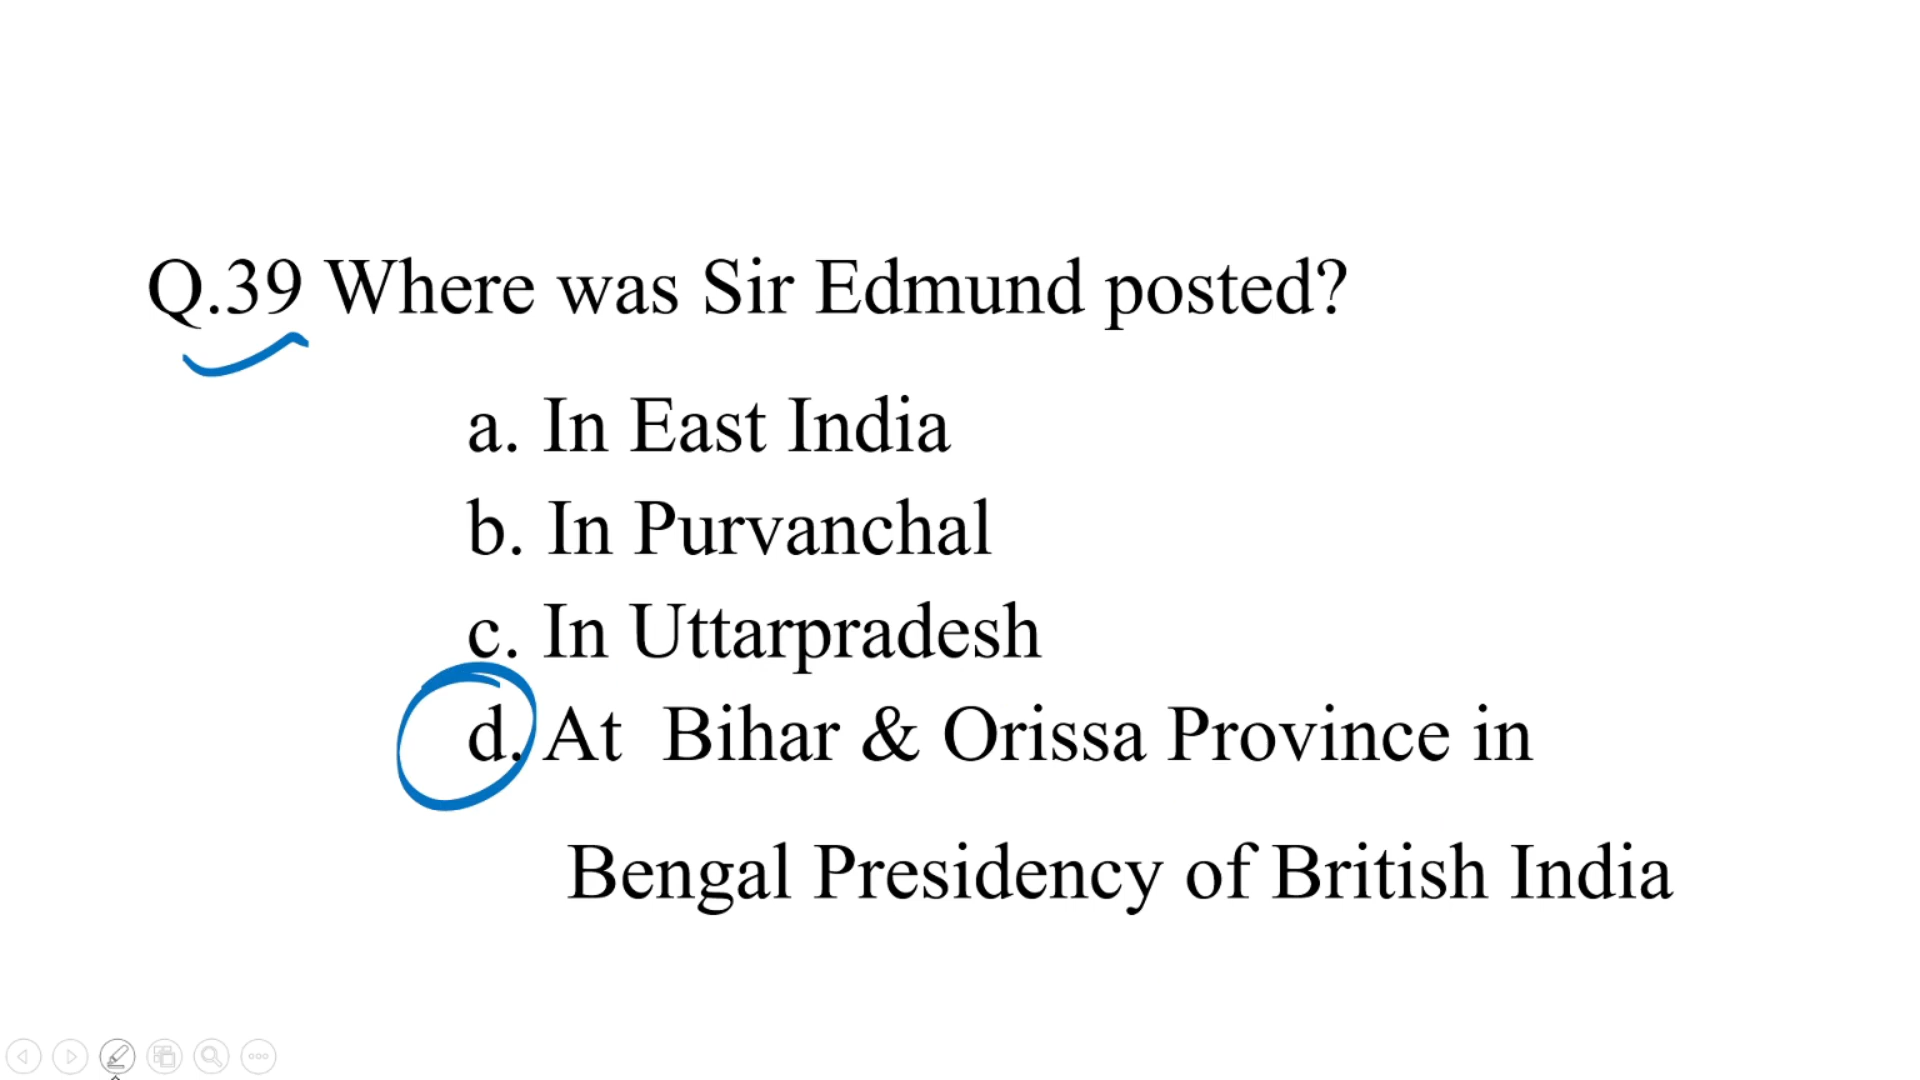 Q.39 Where was Sir Edmund posted?
a. In East India
b. In Purvanchal
c. In Uttarpradesh
d. At Bihar & Orissa Province in
Bengal Presidency of British India